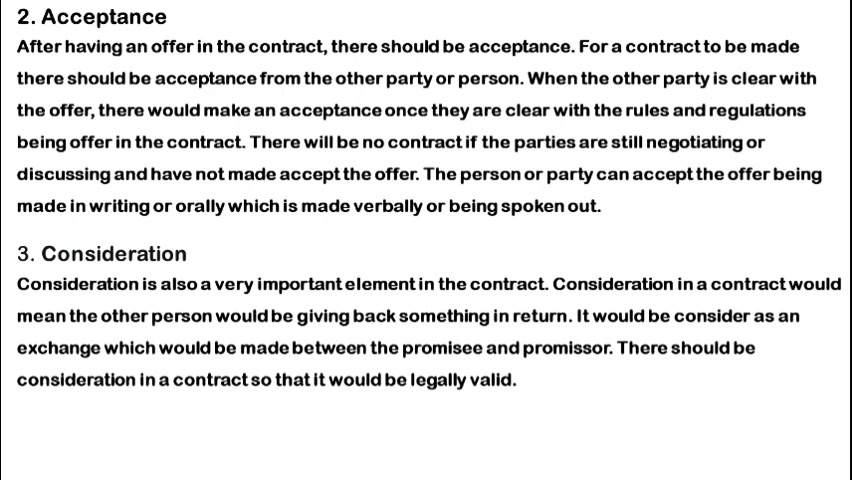 2. Acceptance
After having an offer in the contract, there should be acceptance. For a contract to be made
there should be acceptance from the other party or person. When the other party is clear with
the offer, there would make an acceptance once they are clear with the rules and regulations
being offer in the contract. There will be no contract if the parties are still negotiating or
discussing and have not made accept the offer. The person or party can accept the offer being
made in writing or orally which is made verbally or being spoken out.
3. Consideration
Consideration is also a very important element in the contract. Consideration in a contract would
mean the other person would be giving back something in return. It would be consider as an
exchange which would be made between the promisee and promissor. There should be
consideration in a contract so that it would be legally valid.